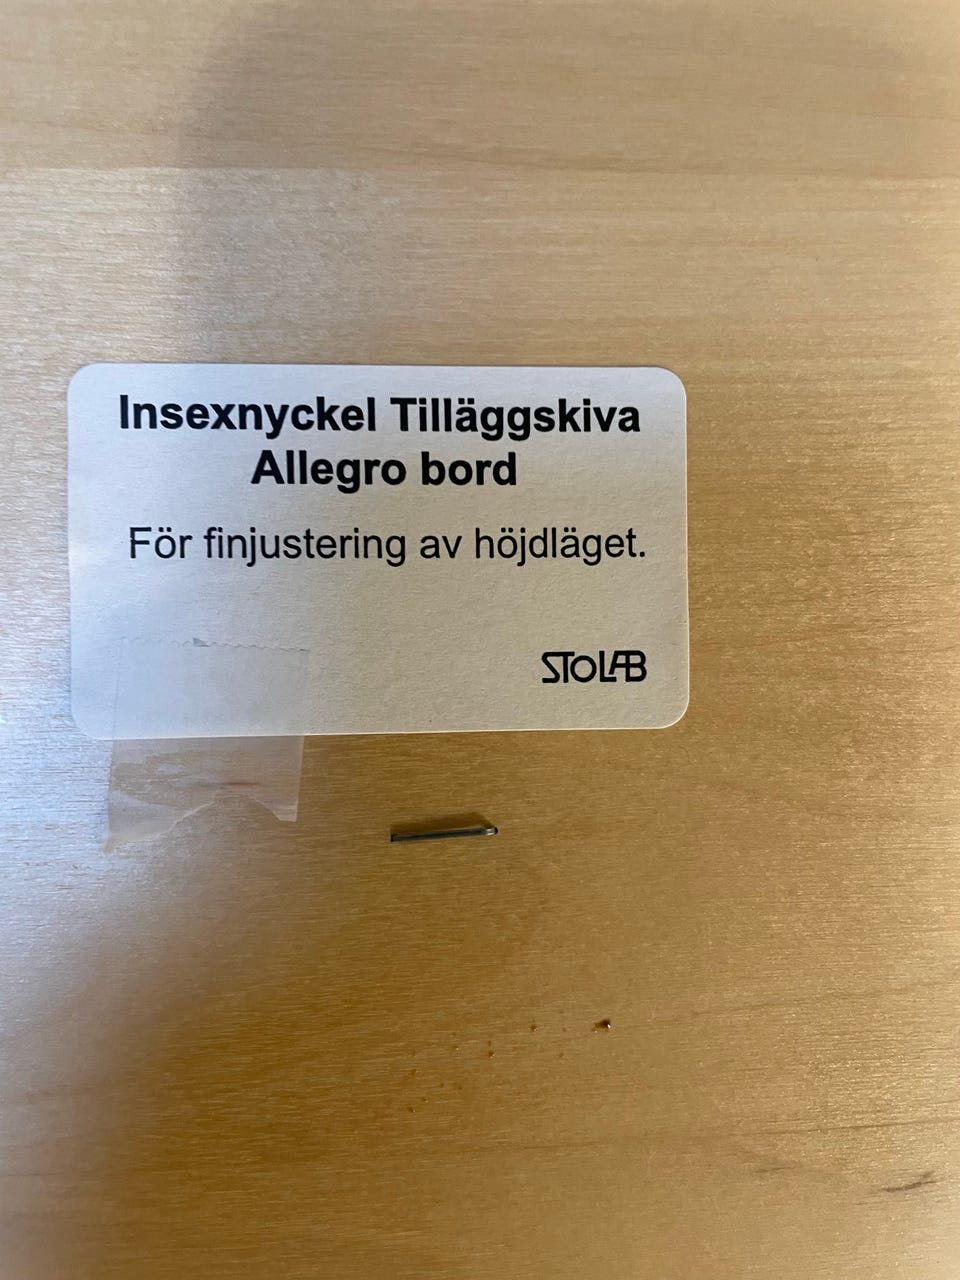 Insexnyckel Tilläggskiva
Allegro bord
För finjustering av höjdläget.
STOLAB